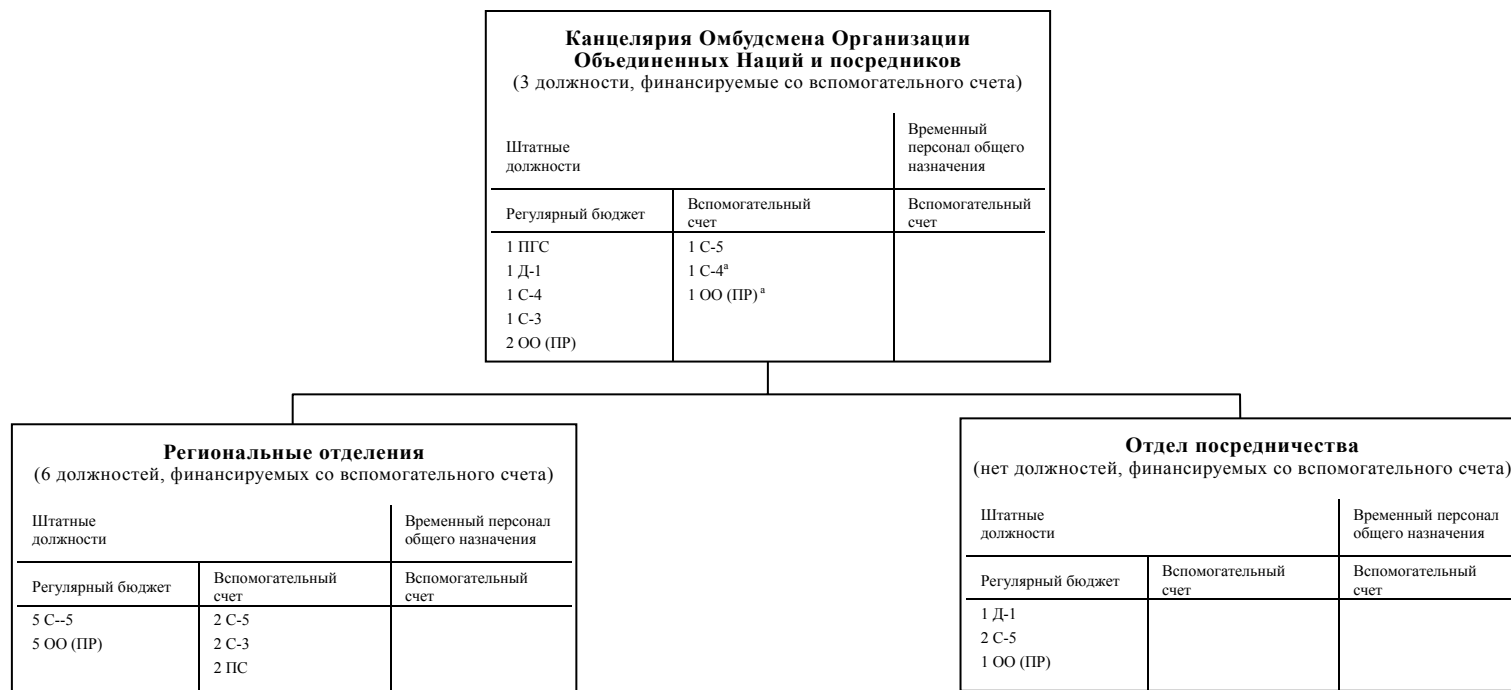 Канцелярия Омбудсмена Организации
Объединенных Наций и посредников
(3 должности, финансируемые со вспомогательного счета)
Штатные
должности
Временный
персонал общего
назначения
Регулярный бюджет
Вспомогательный
счет
Вспомогательный
счет
1 ПГС
1 С-5
1 Д-1
1 С-4ª
1 С-4
1 ОО (ПР) ª
1 С-3
2 ОО (ПР)
Региональные отделения
(6 должностей, финансируемых со вспомогательного счета)
Штатные
должности
Временный персонал
общего назначения
Регулярный бюджет
Вспомогательный
счет
Вспомогательный
счет
5 С--5
2 С-5
5 ОО (ПР)
2 С-3
2 ПС
Отдел посредничества
(нет должностей, финансируемых со вспомогательного счета)
Штатные
должности
Временный персонал
общего назначения
Регулярный бюджет
Вспомогательный
счет
Вспомогательный
счет
1 Д-1
2 С-5
1 ОО (ПР)